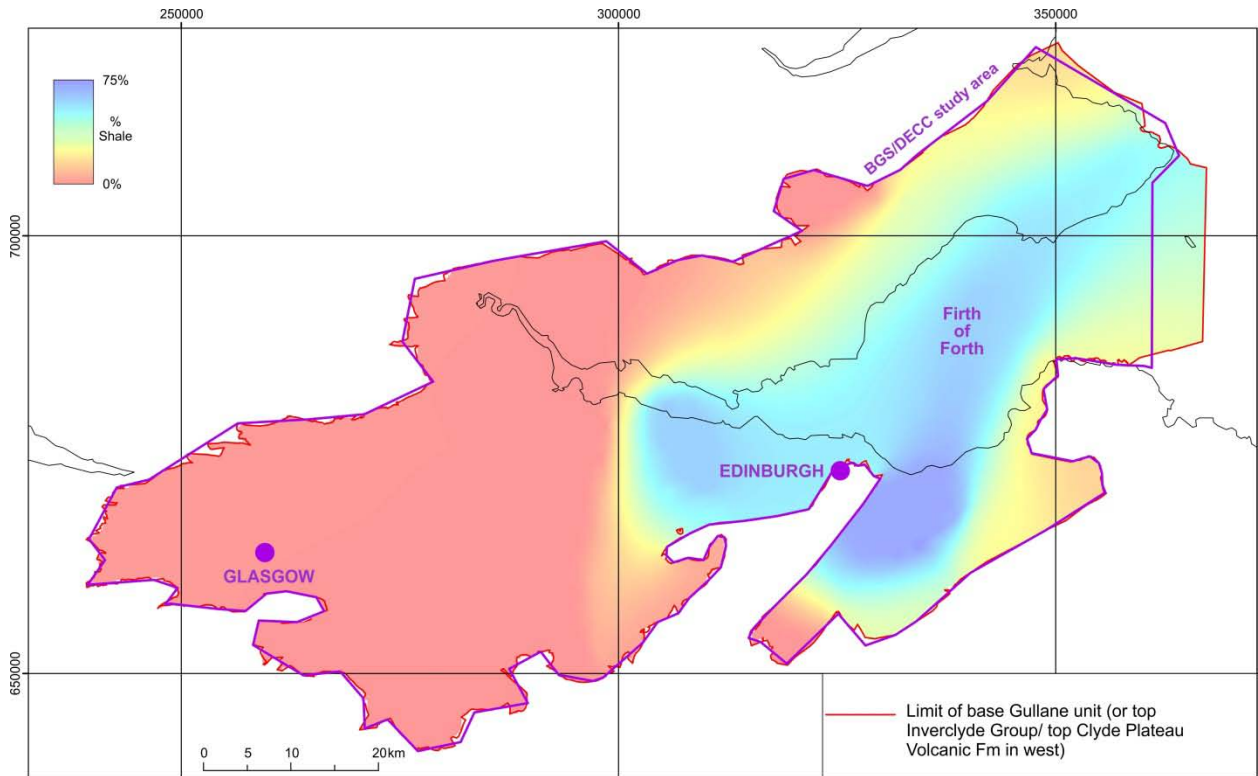 250000
300000
350000
75%
%
Shale
0%
BGS/DECC study area
700000
Firth
of
Forth
EDINBURGH
GLASGOW
650000
0 5 10 20km
Limit of base Gullane unit (or top
Inverclyde Group/ top Clyde Plateau
Volcanic Fm in west)